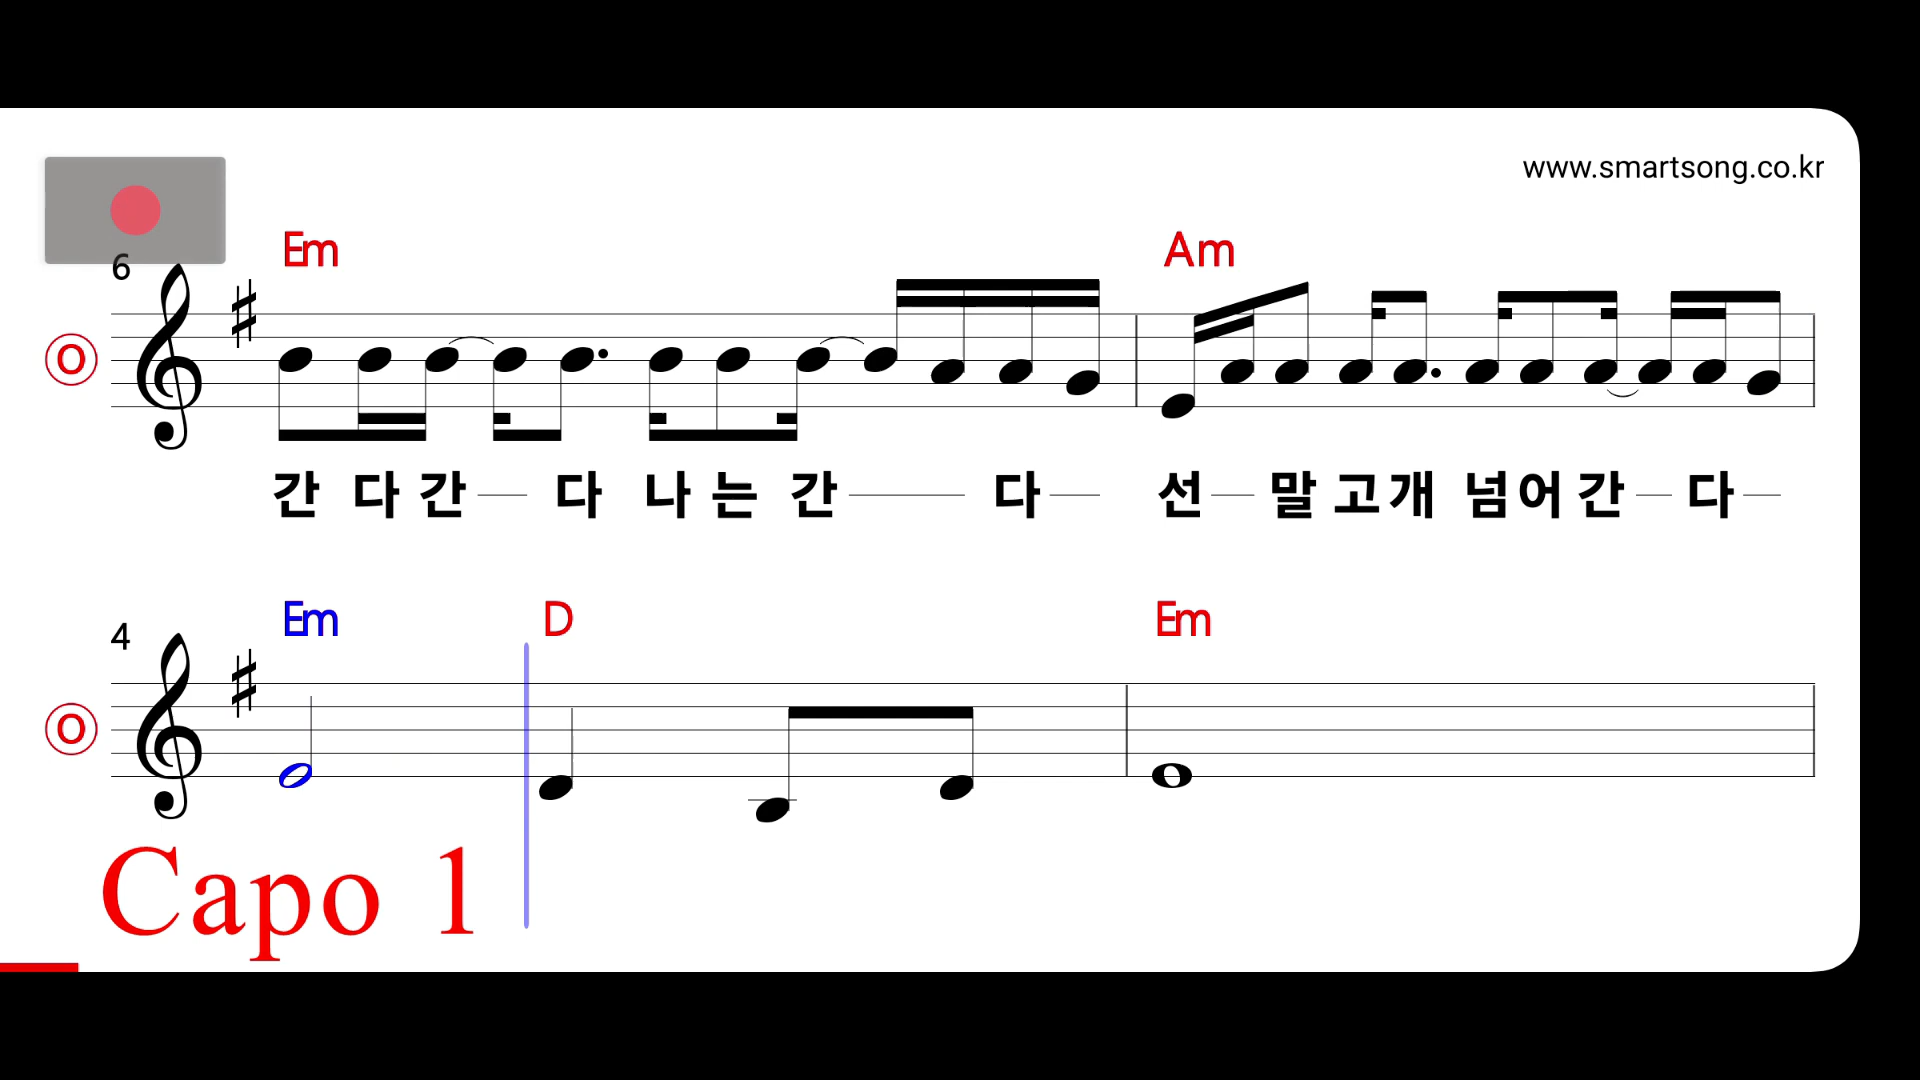 www.smartsong.co.kr
Em Am
6
O
간 다 간 다 나 는 간 다 선 말 고 개 넘 어 간 다
Em D Em
4
O
Capo 1